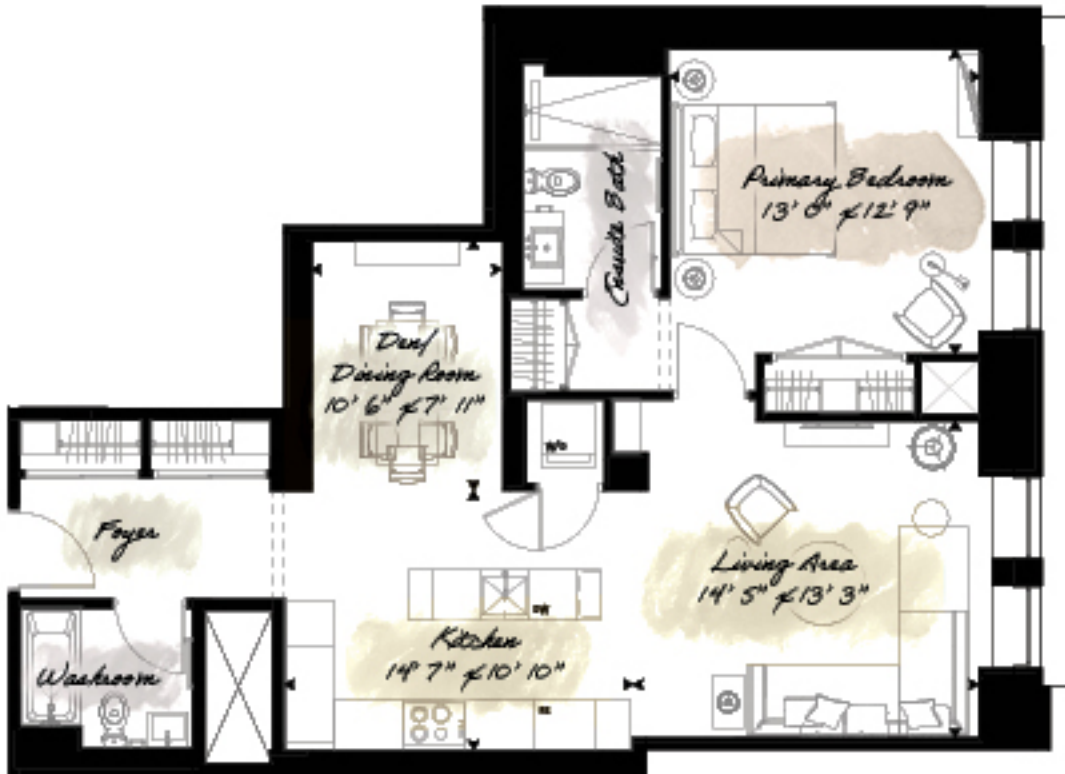 Primary Bedroom
13' 0" x 12' 9"
Ensuite Bath
Den/
Dining Room
10' 6" x 7' 11"
W/D
Foyer
Living Area
14' 5" x 13' 3"
DW
Kitchen
14' 7" x 10' 10"
Washroom